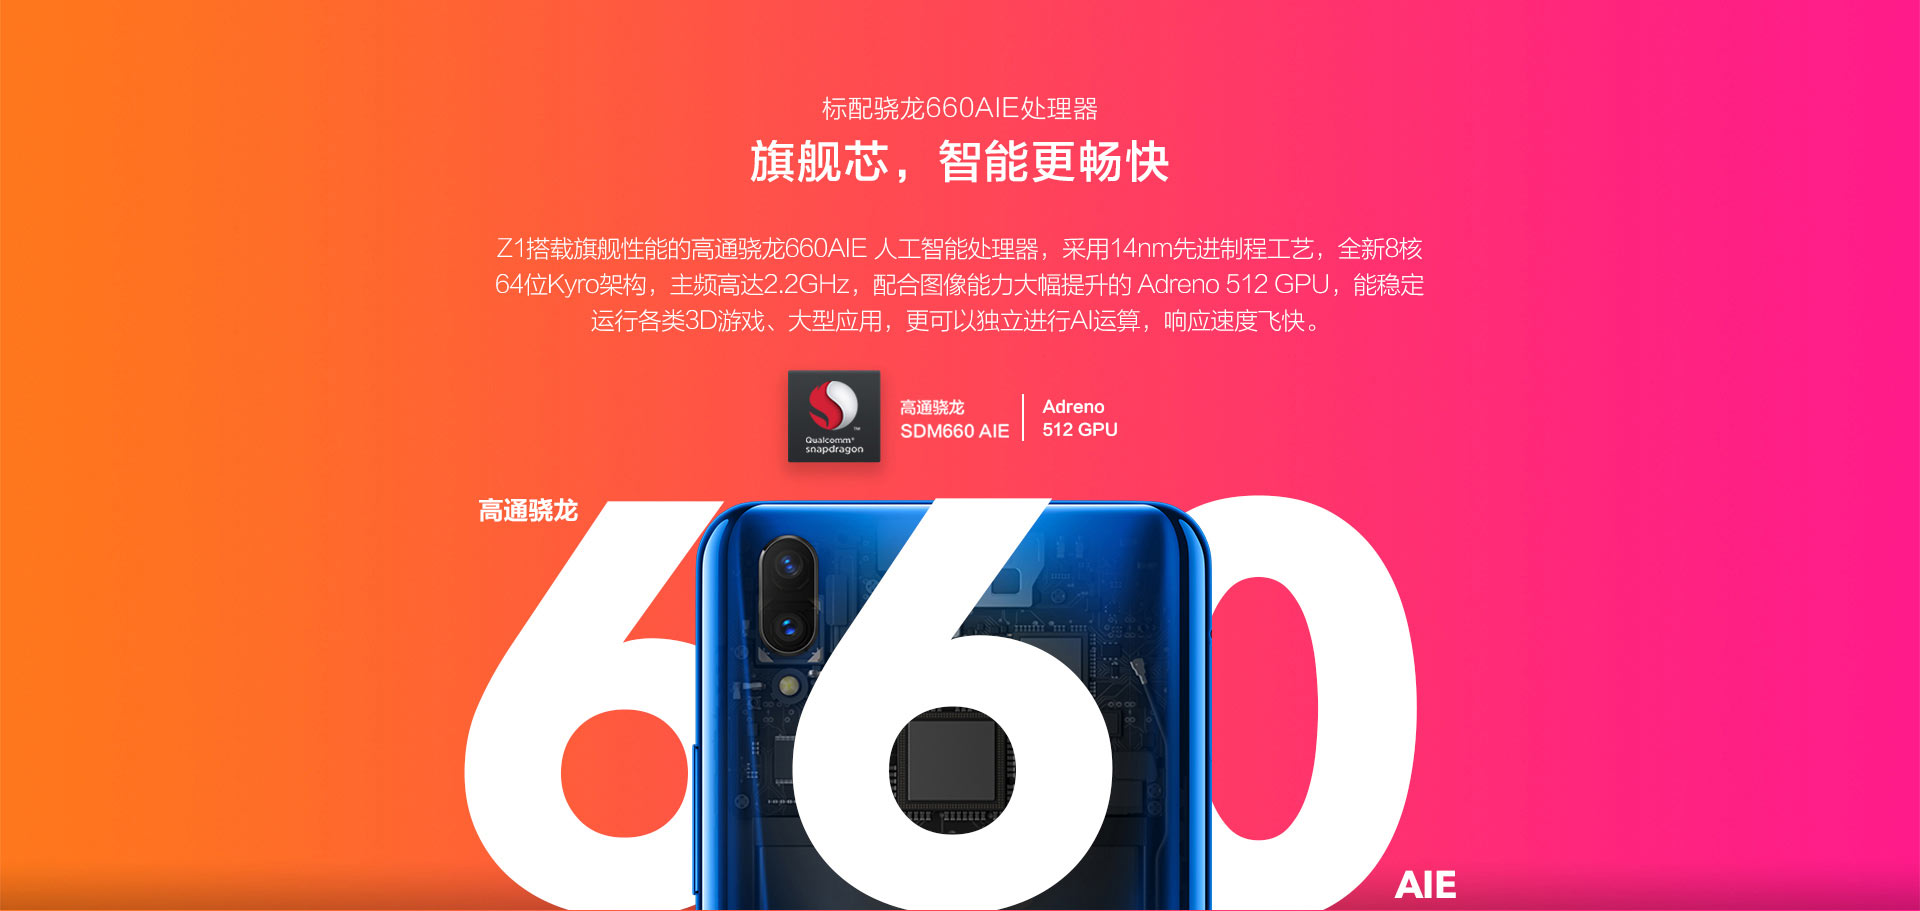 标配骁龙660AIE处理器
旗舰芯，智能更畅快
Z1搭载旗舰性能的高通骁龙660AIE 人工智能处理器，采用14nm先进制程工艺，全新8核
64位Kyro架构，主频高达2.2GHz，配合图像能力大幅提升的 Adreno 512 GPU，能稳定
运行各类3D游戏、大型应用，更可以独立进行AI运算，响应速度飞快。
Qualcomm
snapdragon
高通骁龙
SDM660 AIE
Adreno
512 GPU
高通骁龙
660
AIE